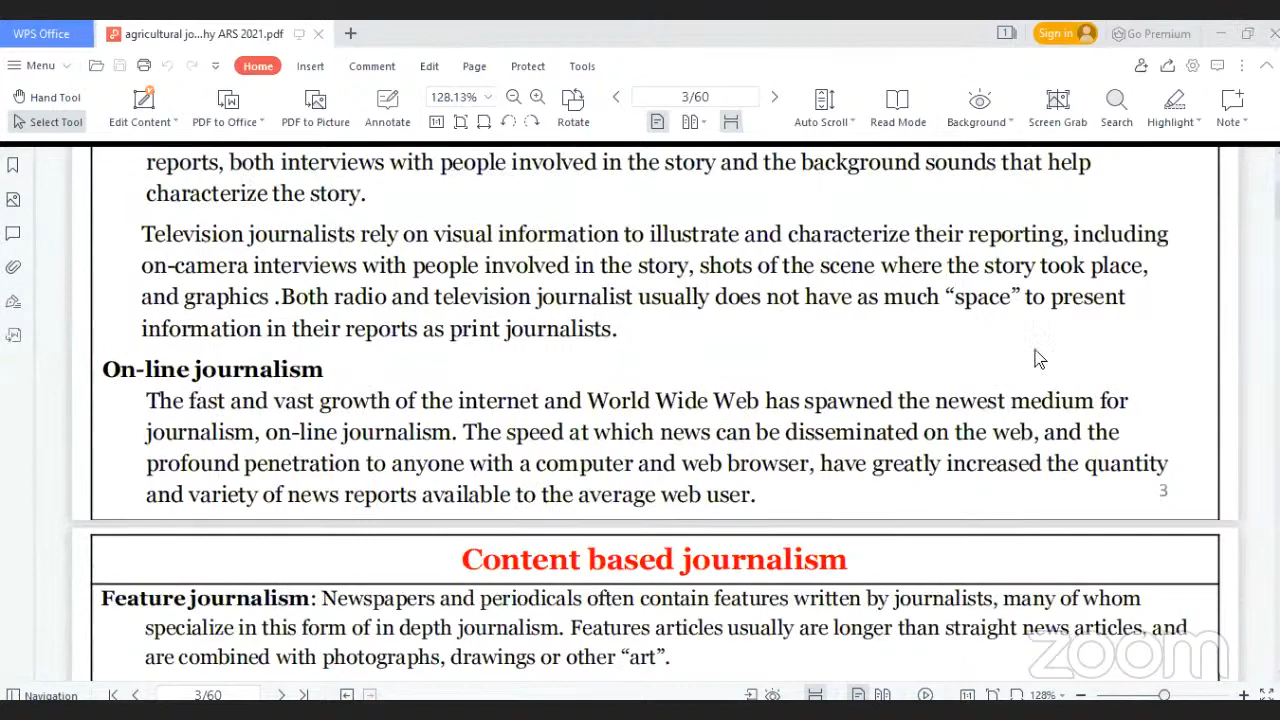 WPS Office agricultural jo...hy ARS 2021.pdf 1 Sign in Go Premium
Menu Home Insert Comment Edit Page Protect Tools
Hand Tool 128.13% 3/60
Select Tool Edit Content PDF to Office PDF to Picture Annotate Rotate Auto Scroll Read Mode Background Screen Grab Search Highlight Note
reports, both interviews with people involved in the story and the background sounds that help
characterize the story.
Television journalists rely on visual information to illustrate and characterize their reporting, including
on-camera interviews with people involved in the story, shots of the scene where the story took place,
and graphics .Both radio and television journalist usually does not have as much “space” to present
information in their reports as print journalists.
On-line journalism
The fast and vast growth of the internet and World Wide Web has spawned the newest medium for
journalism, on-line journalism. The speed at which news can be disseminated on the web, and the
profound penetration to anyone with a computer and web browser, have greatly increased the quantity
and variety of news reports available to the average web user.
3
Content based journalism
Feature journalism: Newspapers and periodicals often contain features written by journalists, many of whom
specialize in this form of in depth journalism. Features articles usually are longer than straight news articles, and
are combined with photographs, drawings or other “art”.
zoom
Navigation 3/60 128%